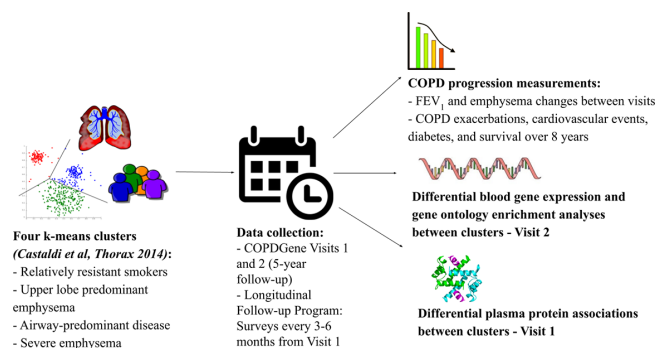 Four k-means clusters
(Castaldi et al, Thorax 2014):
- Relatively resistant smokers
- Upper lobe predominant
emphysema
- Airway-predominant disease
- Severe emphysema
Data collection:
- COPDGene Visits 1
and 2 (5-year
follow-up)
- Longitudinal
Follow-up Program:
Surveys every 3-6
months from Visit 1
COPD progression measurements:
- FEV1 and emphysema changes between visits
- COPD exacerbations, cardiovascular events,
diabetes, and survival over 8 years
Differential blood gene expression and
gene ontology enrichment analyses
between clusters - Visit 2
Differential plasma protein associations
between clusters - Visit 1